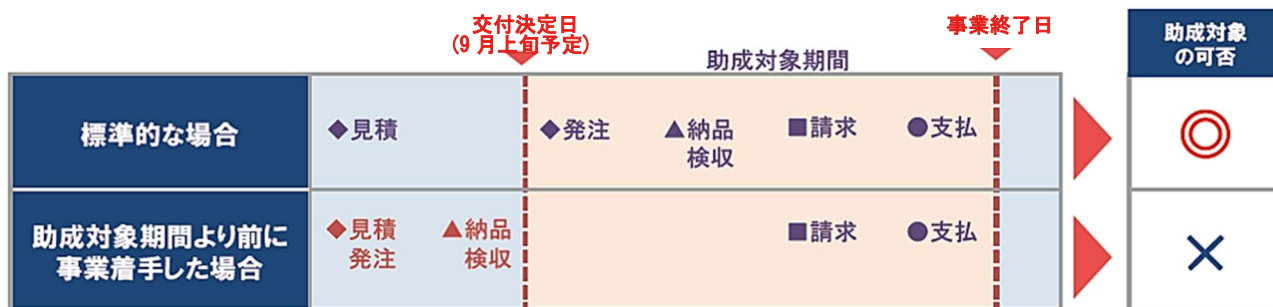 交付決定日
(9月上旬予定)
事業終了日
助成対象期間
助成対象
の可否
標準的な場合
◆見積
◆発注
▲納品
検収
■請求
●支払
◎
助成対象期間より前に
事業着手した場合
◆見積
発注
▲納品
検収
■請求
●支払
×